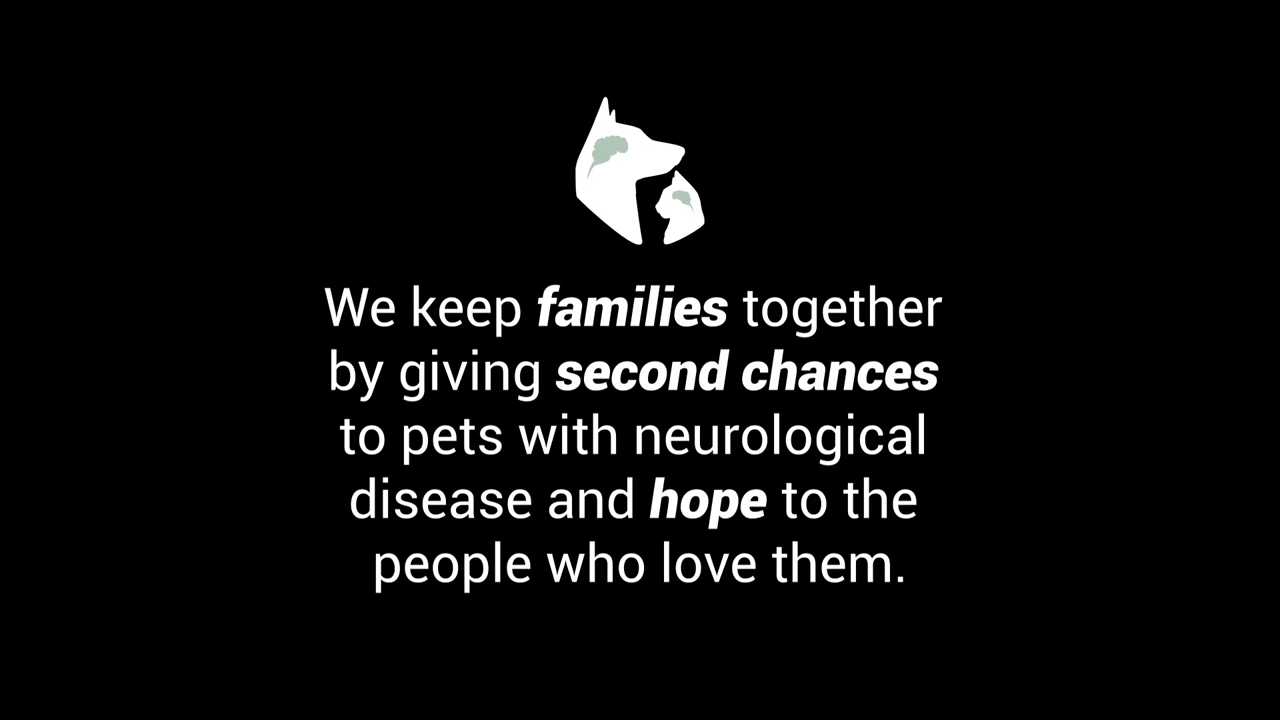 We keep families together
by giving second chances
to pets with neurological
disease and hope to the
people who love them.